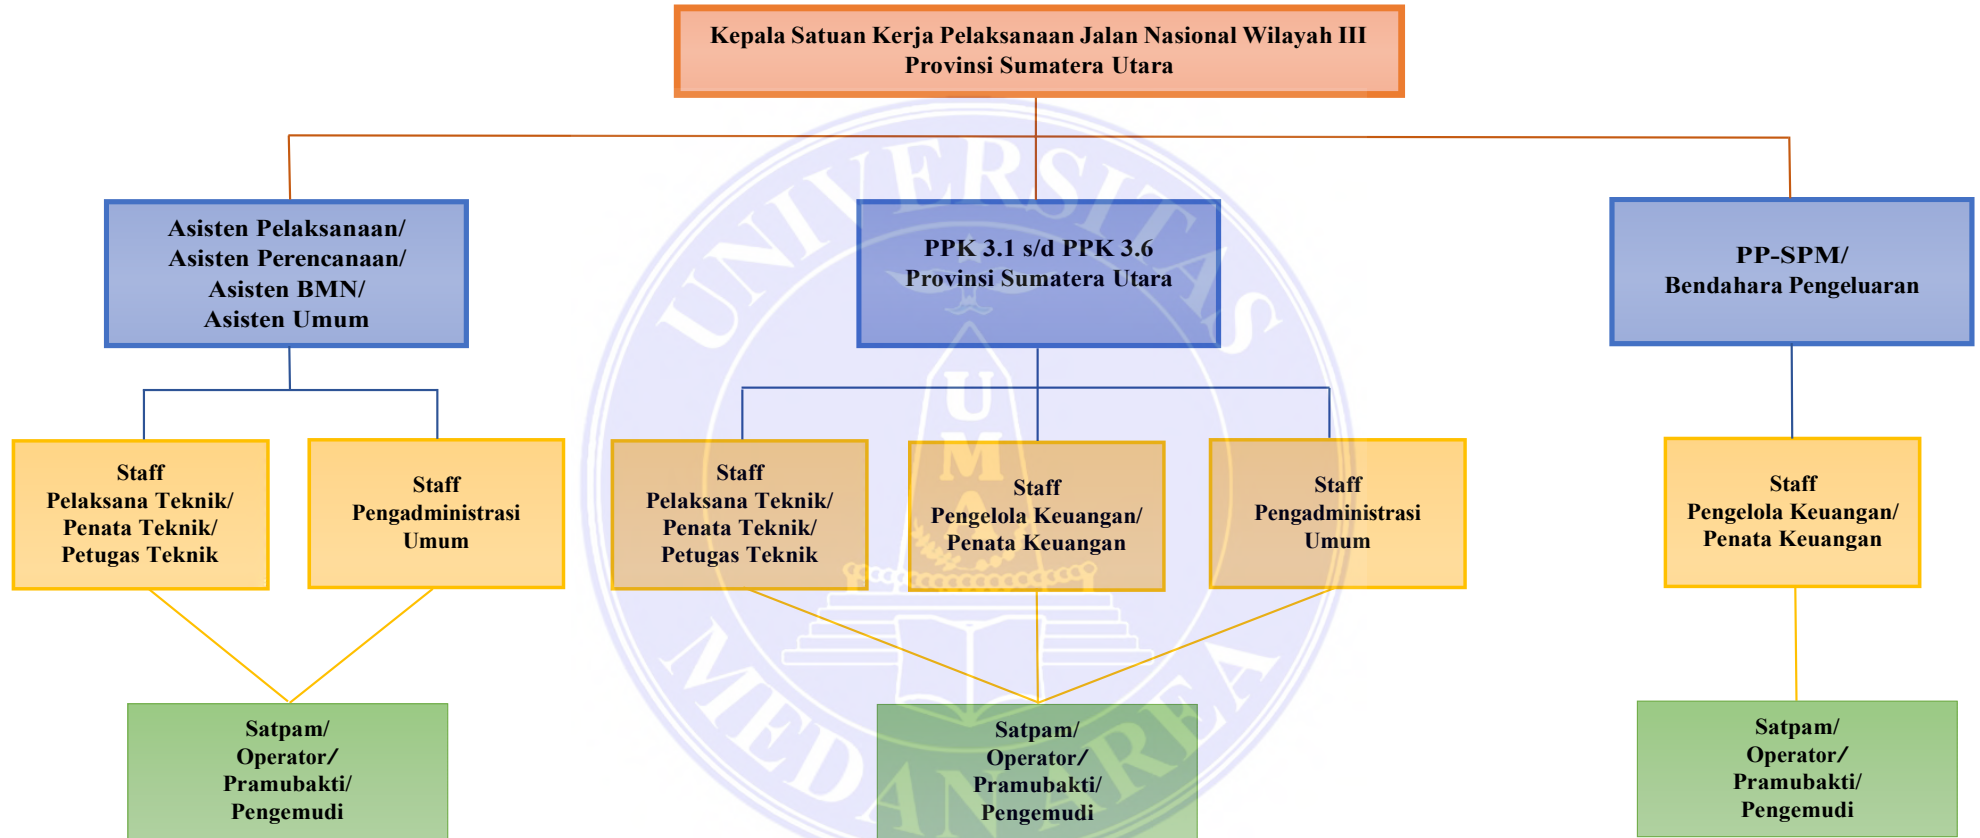 Kepala Satuan Kerja Pelaksanaan Jalan Nasional Wilayah III
Provinsi Sumatera Utara
Asisten Pelaksanaan/
Asisten Perencanaan/
Asisten BMN/
Asisten Umum
PPK 3.1 s/d PPK 3.6
Provinsi Sumatera Utara
PP-SPM/
Bendahara Pengeluaran
Staff
Pelaksana Teknik/
Penata Teknik/
Petugas Teknik
Staff
Pengadministrasi
Umum
Staff
Pelaksana Teknik/
Penata Teknik/
Petugas Teknik
Staff
Pengelola Keuangan/
Penata Keuangan
Staff
Pengadministrasi
Umum
Staff
Pengelola Keuangan/
Penata Keuangan
Satpam/
Operator/
Pramubakti/
Pengemudi
Satpam/
Operator/
Pramubakti/
Pengemudi
Satpam/
Operator/
Pramubakti/
Pengemudi
UNIVERSITAS
MEDAN AREA
U
M
A